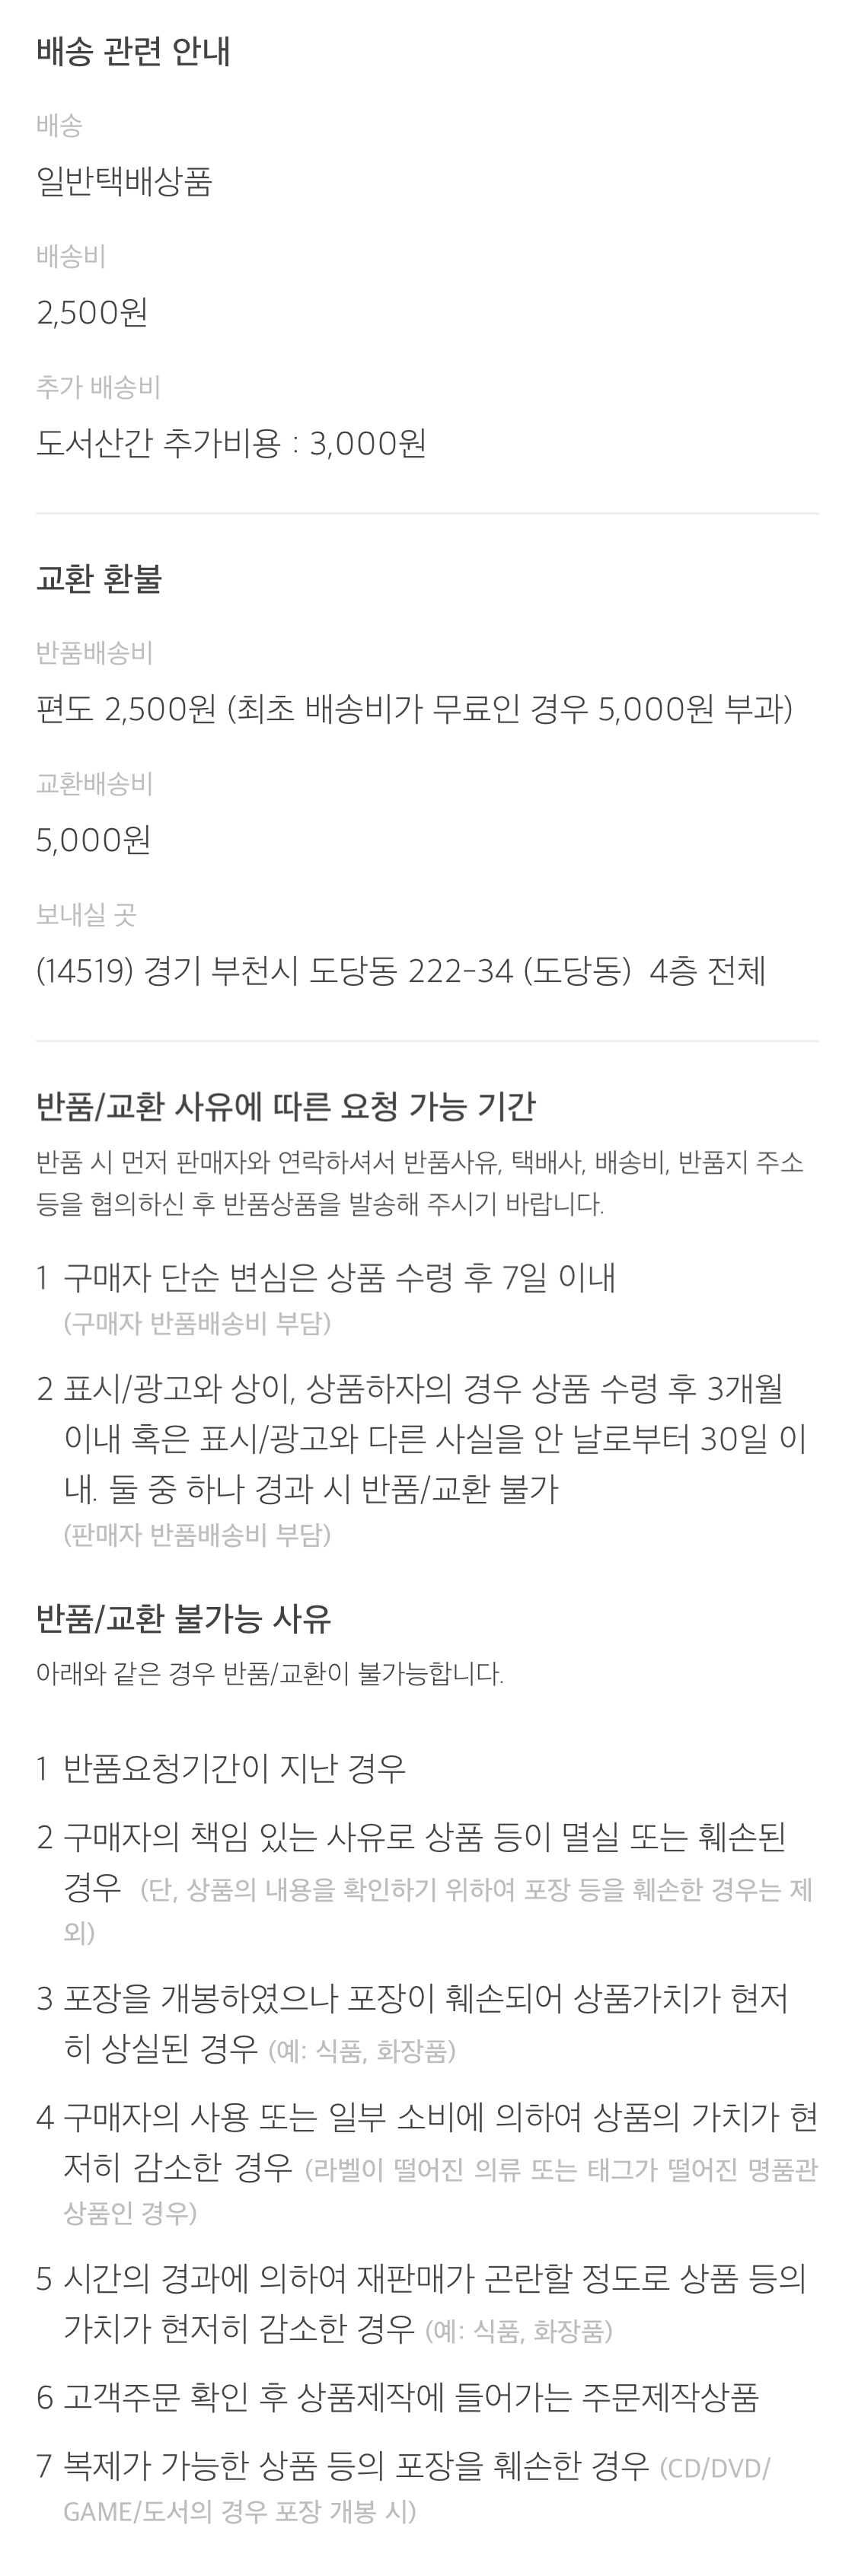 배송 관련 안내
배송
일반택배상품
배송비
2,500원
추가 배송비
도서산간 추가비용 : 3,000원
교환 환불
반품배송비
편도 2,500원 (최초 배송비가 무료인 경우 5,000원 부과)
교환배송비
5,000원
보내실 곳
(14519) 경기 부천시 도당동 222-34 (도당동)  4층 전체
반품/교환 사유에 따른 요청 가능 기간
반품 시 먼저 판매자와 연락하셔서 반품사유, 택배사, 배송비, 반품지 주소
등을 협의하신 후 반품상품을 발송해 주시기 바랍니다.
1 구매자 단순 변심은 상품 수령 후 7일 이내
(구매자 반품배송비 부담)
2 표시/광고와 상이, 상품하자의 경우 상품 수령 후 3개월
이내 혹은 표시/광고와 다른 사실을 안 날로부터 30일 이
내. 둘 중 하나 경과 시 반품/교환 불가
(판매자 반품배송비 부담)
반품/교환 불가능 사유
아래와 같은 경우 반품/교환이 불가능합니다.
1 반품요청기간이 지난 경우
2 구매자의 책임 있는 사유로 상품 등이 멸실 또는 훼손된
경우 (단, 상품의 내용을 확인하기 위하여 포장 등을 훼손한 경우는 제
외)
3 포장을 개봉하였으나 포장이 훼손되어 상품가치가 현저
히 상실된 경우 (예: 식품, 화장품)
4 구매자의 사용 또는 일부 소비에 의하여 상품의 가치가 현
저히 감소한 경우 (라벨이 떨어진 의류 또는 태그가 떨어진 명품관
상품인 경우)
5 시간의 경과에 의하여 재판매가 곤란할 정도로 상품 등의
가치가 현저히 감소한 경우 (예: 식품, 화장품)
6 고객주문 확인 후 상품제작에 들어가는 주문제작상품
7 복제가 가능한 상품 등의 포장을 훼손한 경우 (CD/DVD/
GAME/도서의 경우 포장 개봉 시)